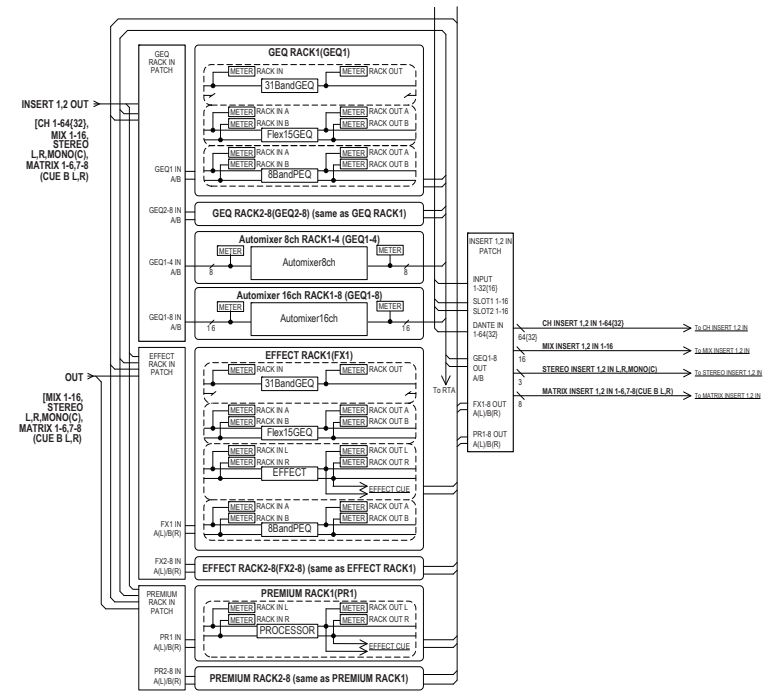 GEQ
RACK IN
PATCH
GEQ RACK1(GEQ1)
METER RACK IN
METER RACK OUT
31BandGEQ
INSERT 1,2 OUT
[CH 1-64{32},
MIX 1-16,
STEREO
L,R,MONO(C),
MATRIX 1-6,7-8
(CUE B L,R)
METER RACK IN A
METER RACK OUT A
METER RACK IN B
METER RACK OUT B
Flex15GEQ
METER RACK IN A
METER RACK OUT A
METER RACK IN B
METER RACK OUT B
8BandPEQ
GEQ1 IN
A/B
GEQ2-8 IN
A/B
GEQ RACK2-8(GEQ2-8) (same as GEQ RACK1)
Automixer 8ch RACK1-4 (GEQ1-4)
METER
METER
GEQ1-4 IN
A/B
8
Automixer8ch
8
Automixer 16ch RACK1-8 (GEQ1-8)
METER
METER
GEQ1-8 IN
A/B
16
Automixer16ch
16
INSERT 1,2 IN
PATCH
INPUT
1-32{16}
SLOT1 1-16
SLOT2 1-16
DANTE IN
1-64{32}
GEQ1-8
OUT
A/B
FX1-8 OUT
A(L)/B(R)
PR1-8 OUT
A(L)/B(R)
CH INSERT 1,2 IN 1-64{32}
64{32}
To CH INSERT 1,2 IN
MIX INSERT 1,2 IN 1-16
16
To MIX INSERT 1,2 IN
STEREO INSERT 1,2 IN L,R,MONO(C)
3
To STEREO INSERT 1,2 IN
MATRIX INSERT 1,2 IN 1-6,7-8(CUE B L,R)
8
To MATRIX INSERT 1,2 IN
To RTA
EFFECT
RACK IN
PATCH
EFFECT RACK1(FX1)
METER RACK IN
METER RACK OUT
31BandGEQ
OUT
[MIX 1-16,
STEREO
L,R,MONO(C),
MATRIX 1-6,7-8
(CUE B L,R)
METER RACK IN A
METER RACK OUT A
METER RACK IN B
METER RACK OUT B
Flex15GEQ
METER RACK IN L
METER RACK OUT L
METER RACK IN R
METER RACK OUT R
EFFECT
EFFECT CUE
METER RACK IN A
METER RACK OUT A
METER RACK IN B
METER RACK OUT B
8BandPEQ
FX1 IN
A(L)/B(R)
FX2-8 IN
A(L)/B(R)
EFFECT RACK2-8(FX2-8) (same as EFFECT RACK1)
PREMIUM
RACK IN
PATCH
PREMIUM RACK1(PR1)
METER RACK IN L
METER RACK OUT L
METER RACK IN R
METER RACK OUT R
PROCESSOR
EFFECT CUE
PR1 IN
A(L)/B(R)
PR2-8 IN
A(L)/B(R)
PREMIUM RACK2-8 (same as PREMIUM RACK1)